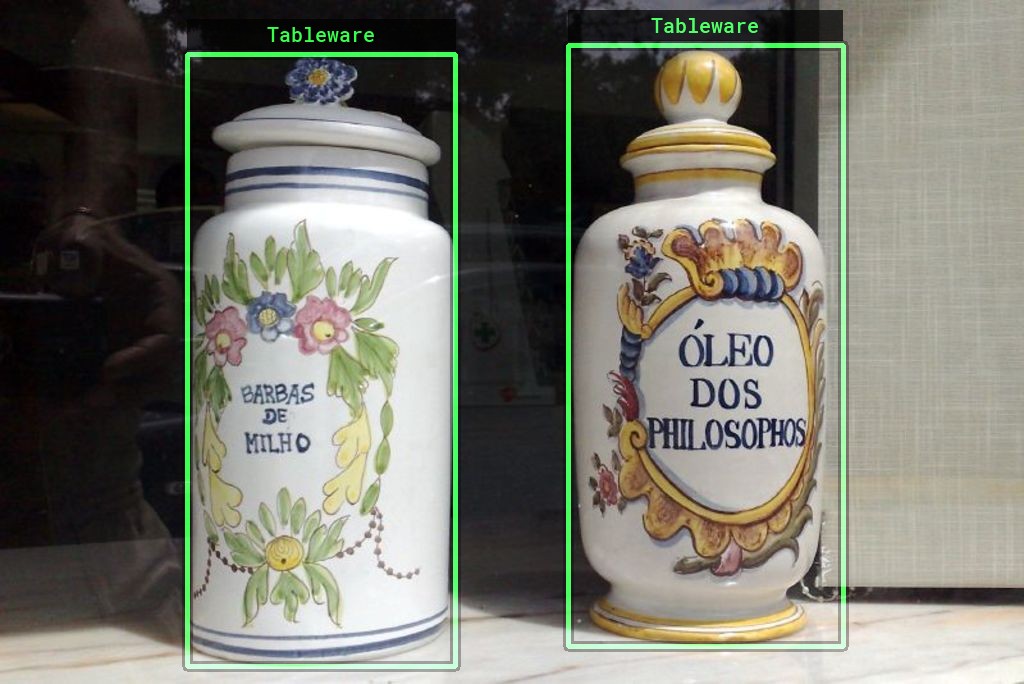 Tableware
Tableware
BARBAS
DE
MILHO
ÓLEO
DOS
PHILOSOPHOS